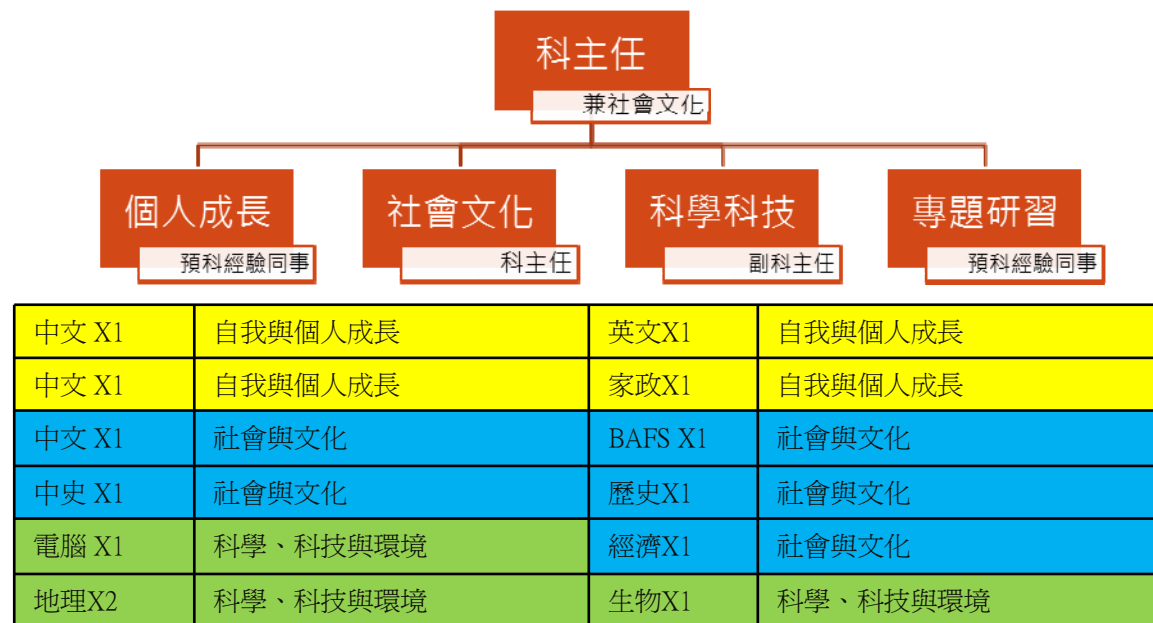 科主任
兼社會文化
個人成長
預科經驗同事
社會文化
科主任
科學科技
副科主任
專題研習
預科經驗同事
中文 X1 自我與個人成長 英文X1 自我與個人成長
中文 X1 自我與個人成長 家政X1 自我與個人成長
中文 X1 社會與文化 BAFS X1 社會與文化
中史 X1 社會與文化 歷史X1 社會與文化
電腦 X1 科學、科技與環境 經濟X1 社會與文化
地理X2 科學、科技與環境 生物X1 科學、科技與環境